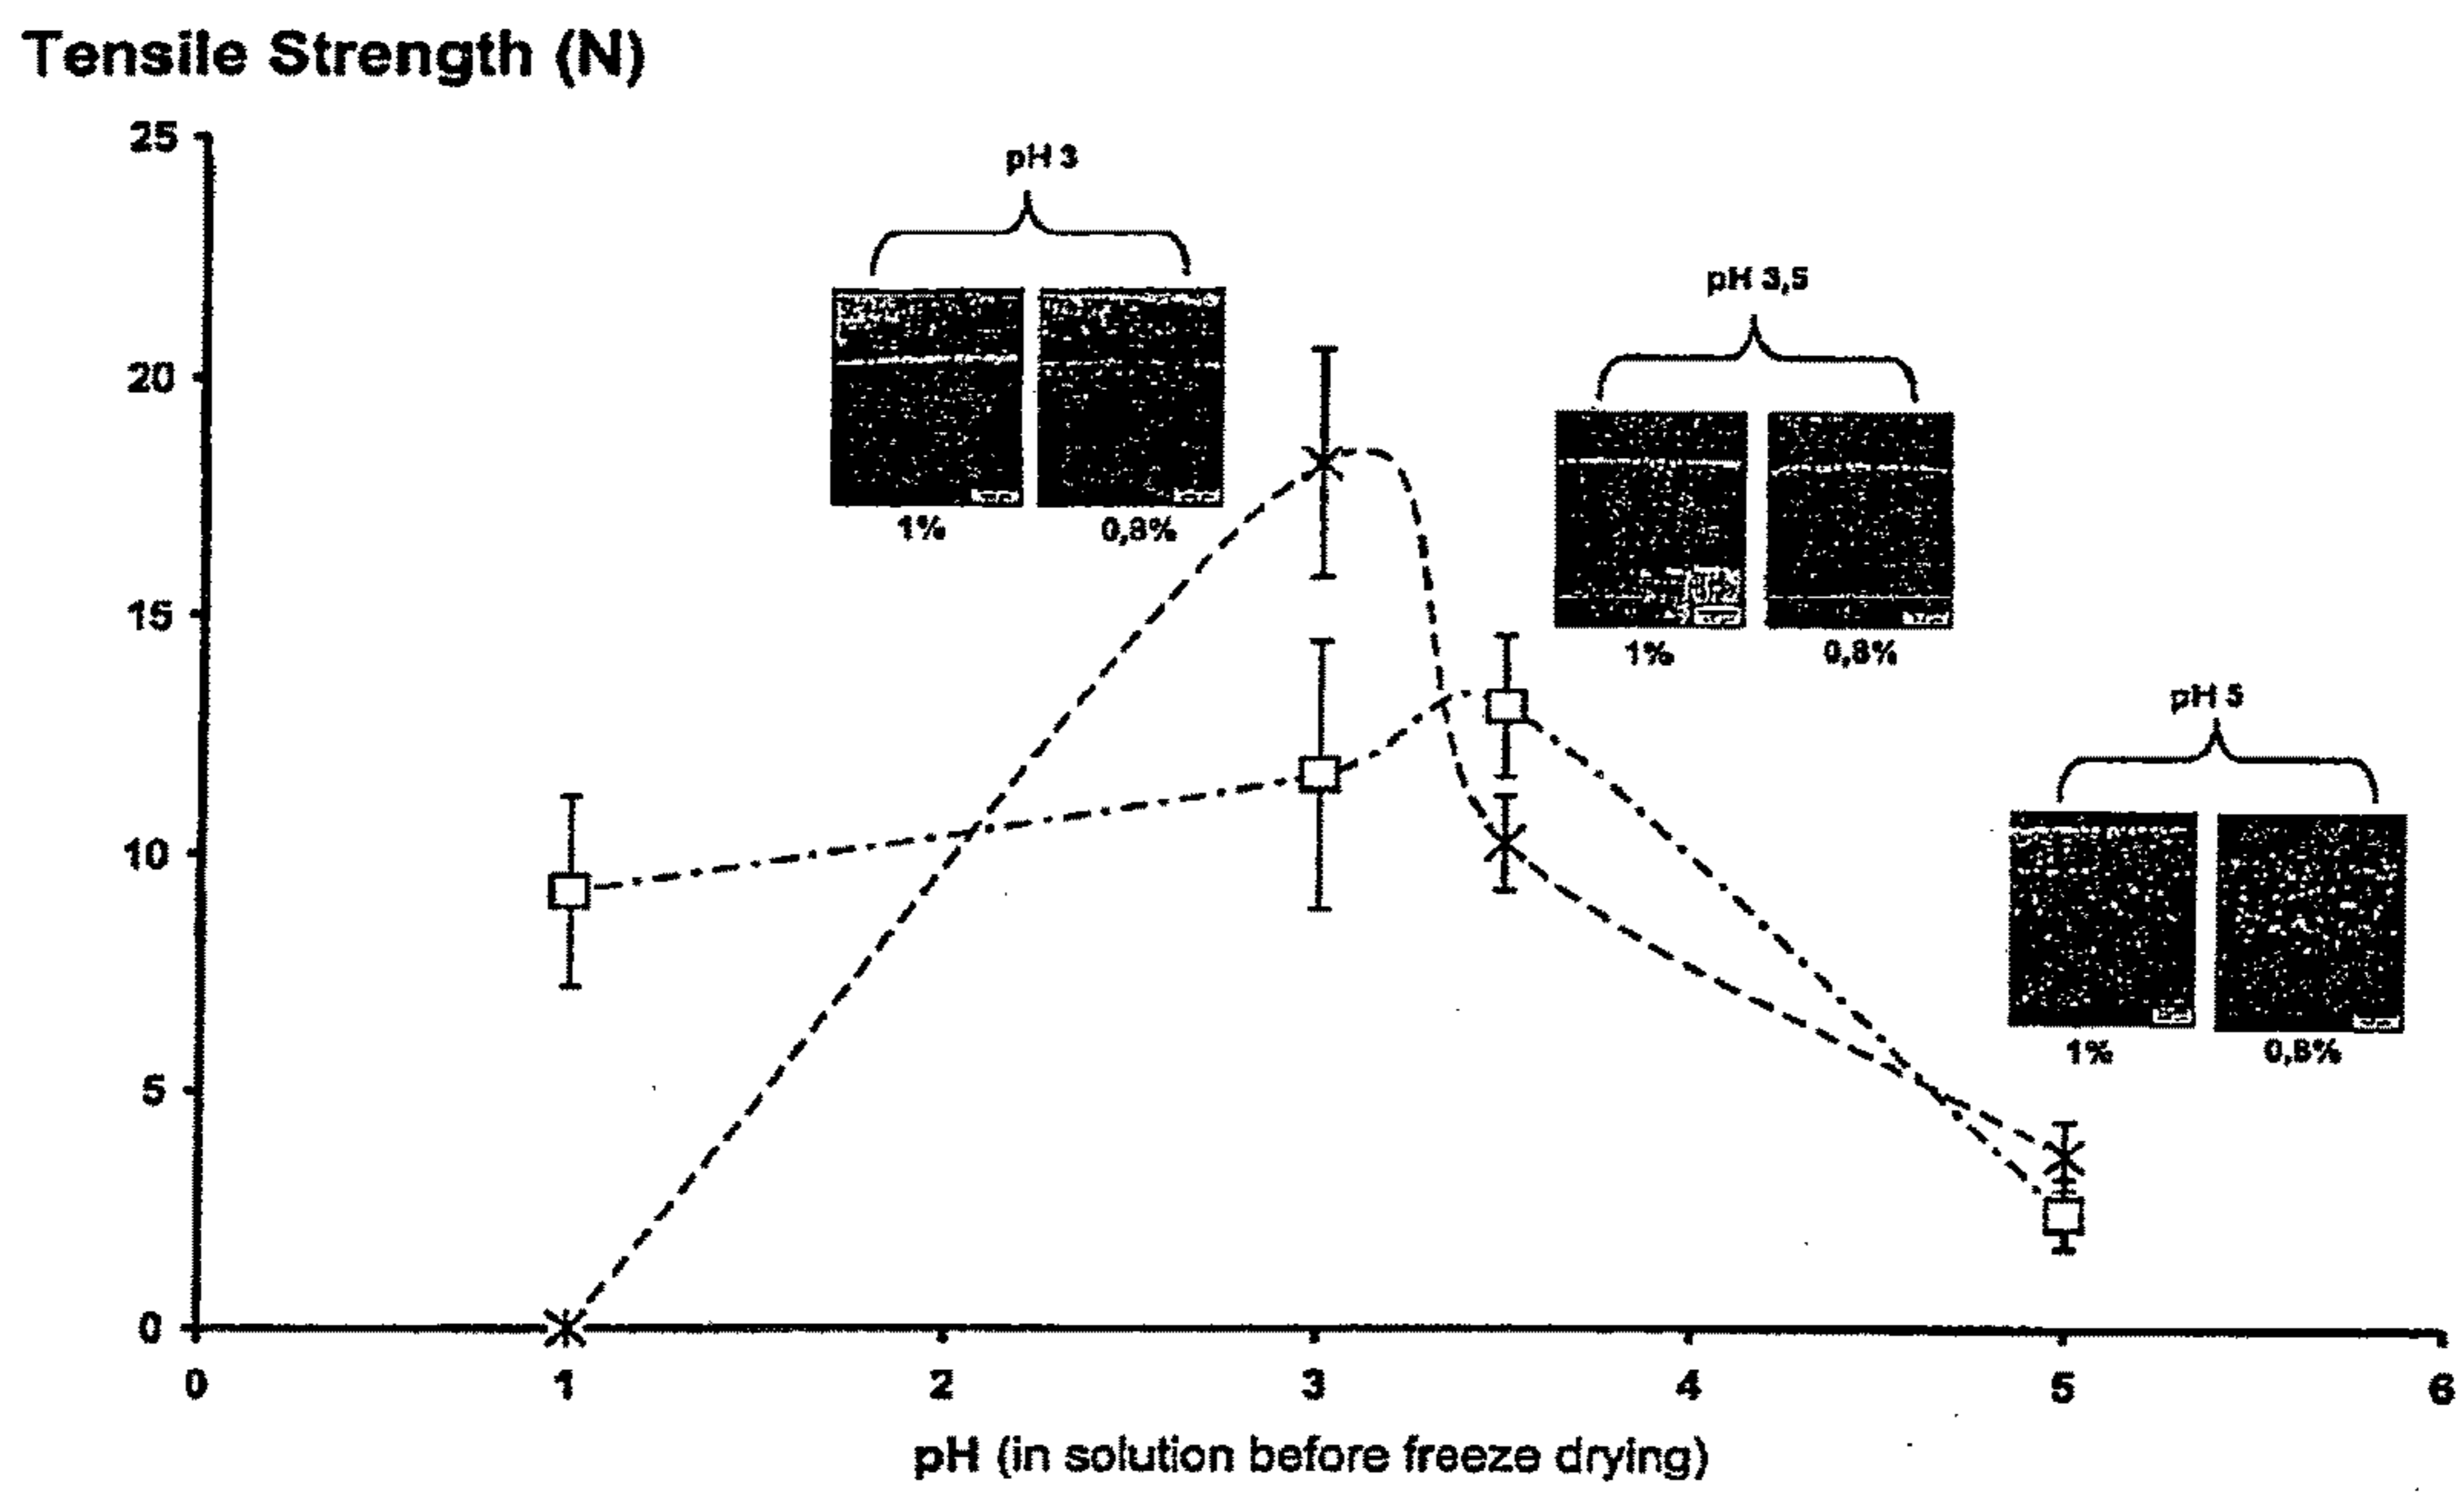 Tensile Strength (N)
25
20
15
10
5
0
0 1 2 3 4 5 6
pH (in solution before freeze drying)
pH 3
1% 0,8%
pH 3,5
1% 0,8%
pH 5
1% 0,8%